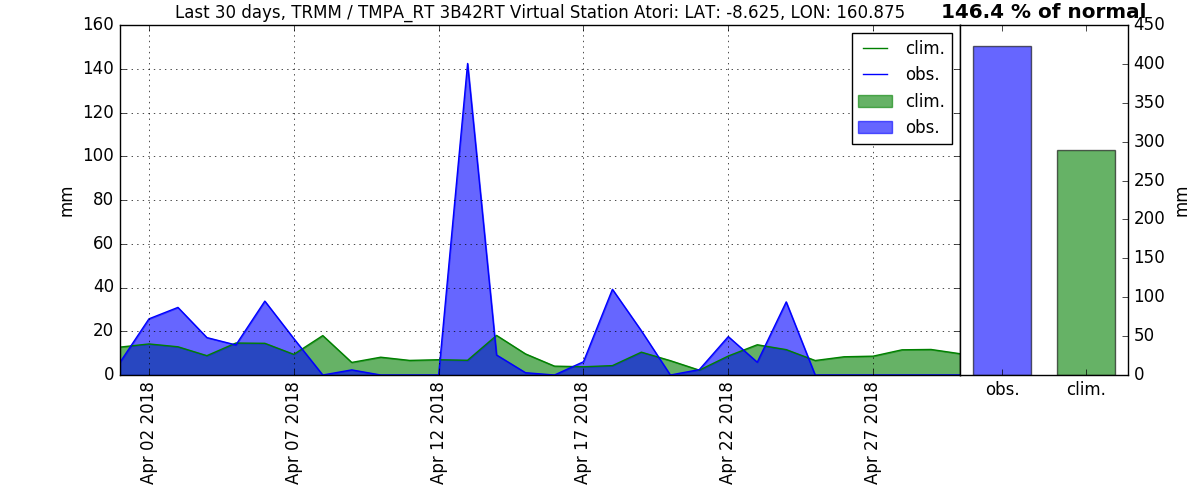 Last 30 days, TRMM / TMPA_RT 3B42RT Virtual Station Atori: LAT: -8.625, LON: 160.875
146.4 % of normal
160
140
120
100
80
60
40
20
0
mm
clim.
obs.
clim.
obs.
Apr 02 2018
Apr 07 2018
Apr 12 2018
Apr 17 2018
Apr 22 2018
Apr 27 2018
450
400
350
300
250
200
150
100
50
0
mm
obs.
clim.